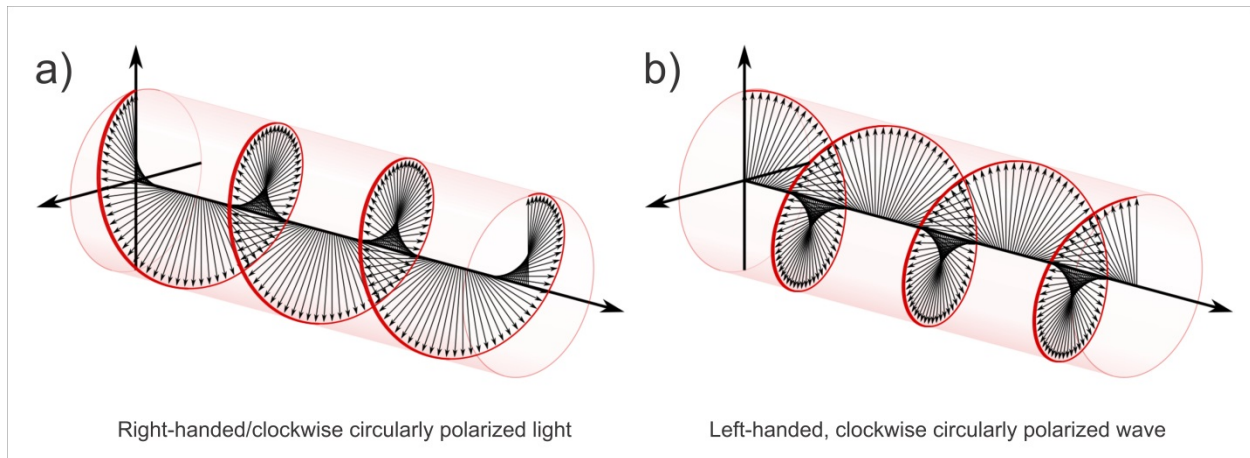 a)
b)
Right-handed/clockwise circularly polarized light
Left-handed, clockwise circularly polarized wave